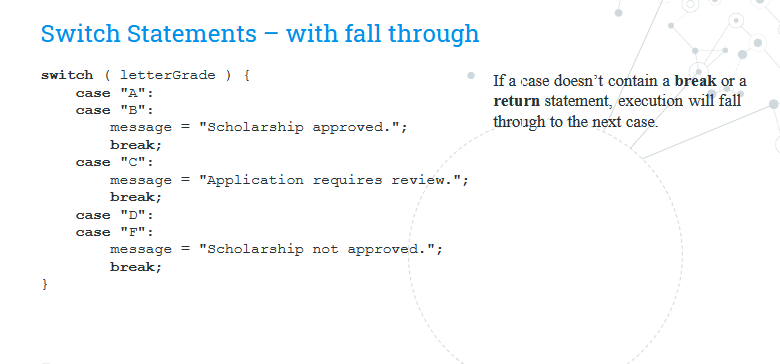 Switch Statements – with fall through
switch ( letterGrade ) {
case "A":
case "B":
message = "Scholarship approved.";
break;
case "C":
message = "Application requires review.";
break;
case "D":
case "F":
message = "Scholarship not approved.";
break;
}
If a case doesn’t contain a break or a
return statement, execution will fall
through to the next case.